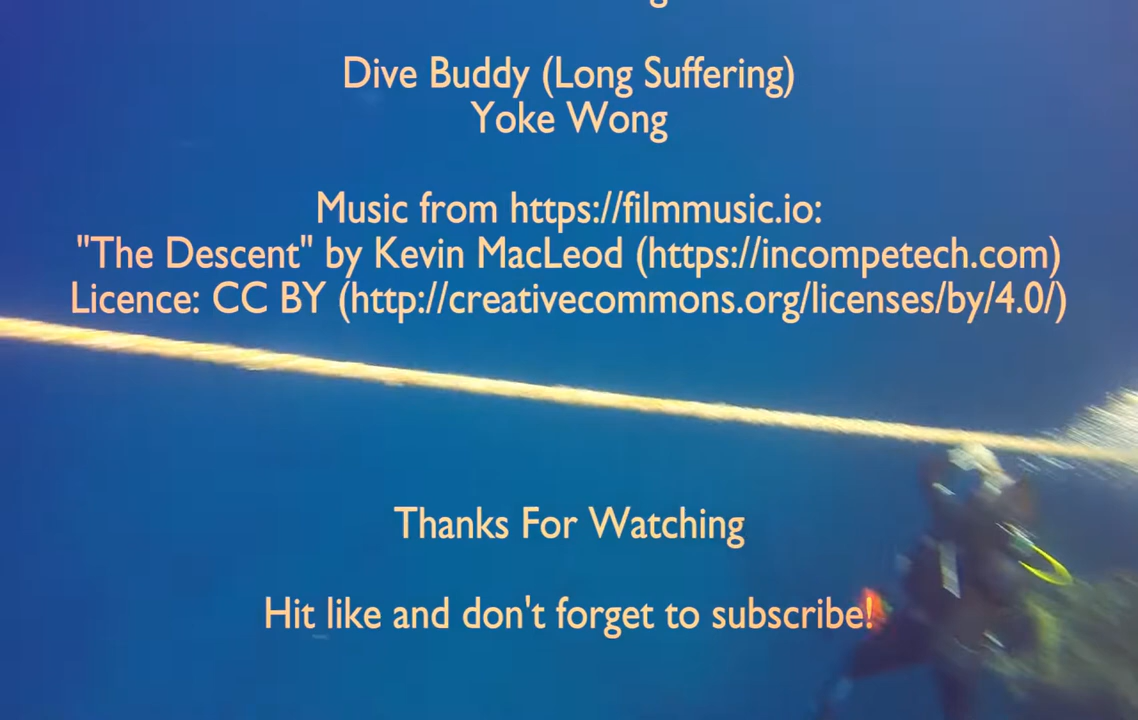 Dive Buddy (Long Suffering)
Yoke Wong
Music from https://filmmusic.io:
"The Descent" by Kevin MacLeod (https://incompetech.com)
Licence: CC BY (http://creativecommons.org/licenses/by/4.0/)
Thanks For Watching
Hit like and don't forget to subscribe!